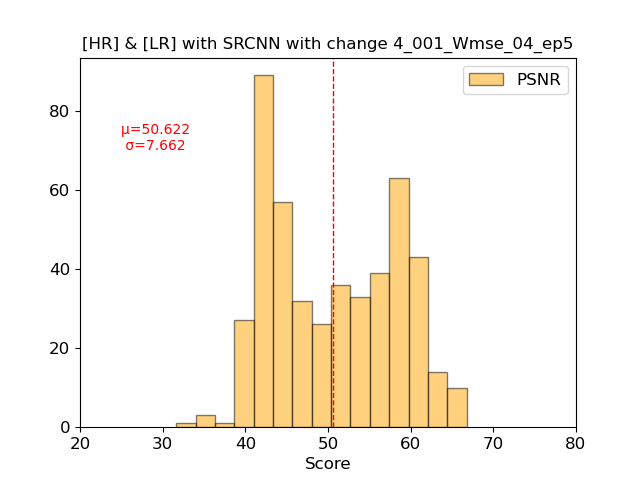 [HR] & [LR] with SRCNN with change 4_001_Wmse_04_ep5
PSNR
μ=50.622
σ=7.662
80
60
40
20
0
20 30 40 50 60 70 80
Score